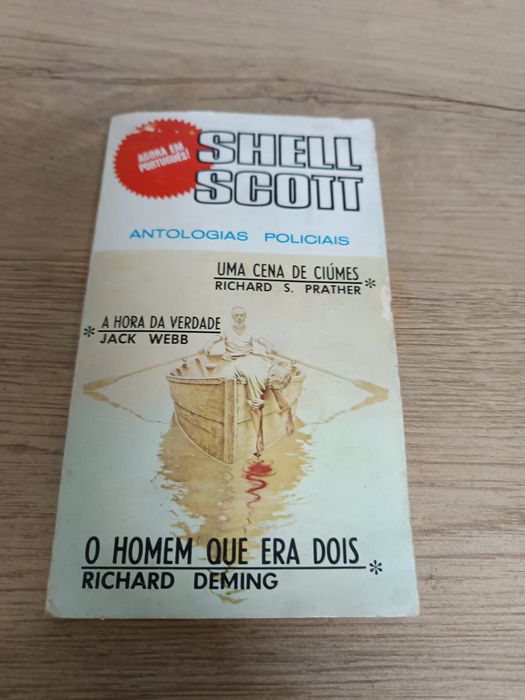 AGORA EM
PORTUGUÊS!
SHELL
SCOTT
ANTOLOGIAS POLICIAIS
UMA CENA DE CIÚMES
RICHARD S. PRATHER *
A HORA DA VERDADE
* JACK WEBB
O HOMEM QUE ERA DOIS
RICHARD DEMING *